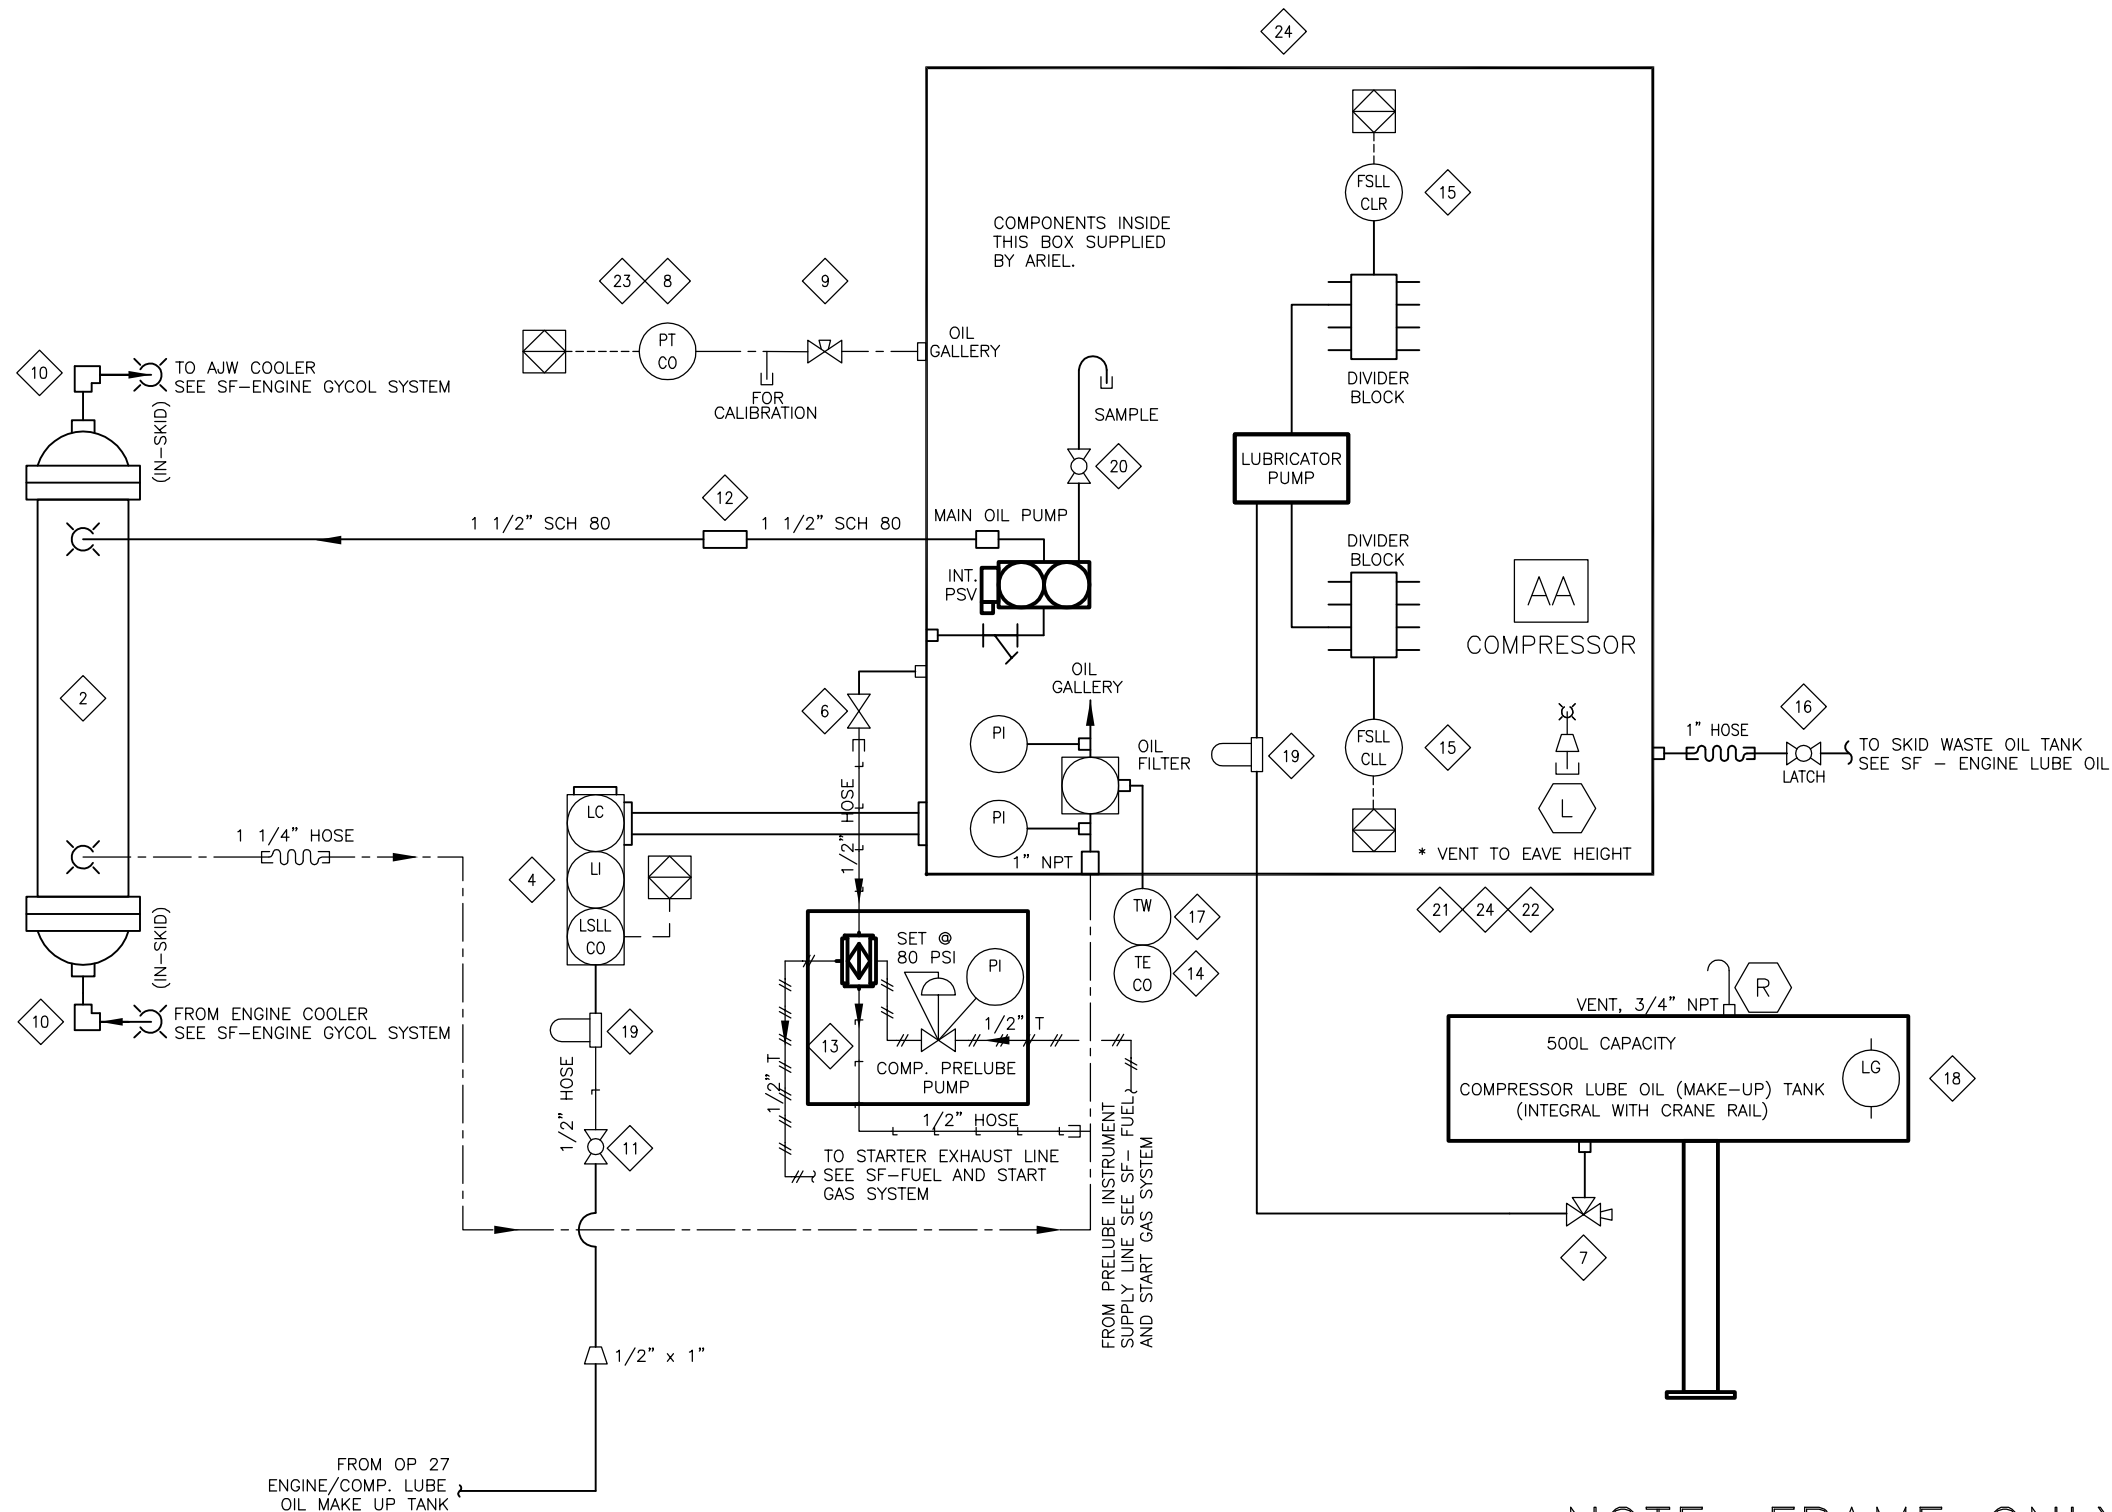 24
FSLL
CLR
15
COMPONENTS INSIDE
THIS BOX SUPPLIED
BY ARIEL.
23
8
9
PT
CO
OIL
GALLERY
FOR
CALIBRATION
10
TO AJW COOLER
SEE SF-ENGINE GYCOL SYSTEM
(IN-SKID)
DIVIDER
BLOCK
SAMPLE
20
LUBRICATOR
PUMP
12
1 1/2" SCH 80
1 1/2" SCH 80
MAIN OIL PUMP
INT.
PSV
DIVIDER
BLOCK
AA
COMPRESSOR
2
6
OIL
GALLERY
PI
OIL
FILTER
19
FSLL
CLL
15
L
1" HOSE
16
LATCH
TO SKID WASTE OIL TANK
SEE SF - ENGINE LUBE OIL
1/2" HOSE
LC
LI
LSLL
CO
4
1 1/4" HOSE
PI
1" NPT
* VENT TO EAVE HEIGHT
21
24
22
TW
17
TE
CO
14
(IN-SKID)
10
FROM ENGINE COOLER
SEE SF-ENGINE GYCOL SYSTEM
19
1/2" HOSE
11
SET @
80 PSI
PI
1/2" T
13
COMP. PRELUBE
PUMP
1/2" T
1/2" HOSE
TO STARTER EXHAUST LINE
SEE SF-FUEL AND START
GAS SYSTEM
FROM PRELUBE INSTRUMENT
SUPPLY LINE SEE SF- FUEL
AND START GAS SYSTEM
VENT, 3/4" NPT
R
500L CAPACITY
LG
18
COMPRESSOR LUBE OIL (MAKE-UP) TANK
(INTEGRAL WITH CRANE RAIL)
7
1/2" x 1"
FROM OP 27
ENGINE/COMP. LUBE
OIL MAKE UP TANK